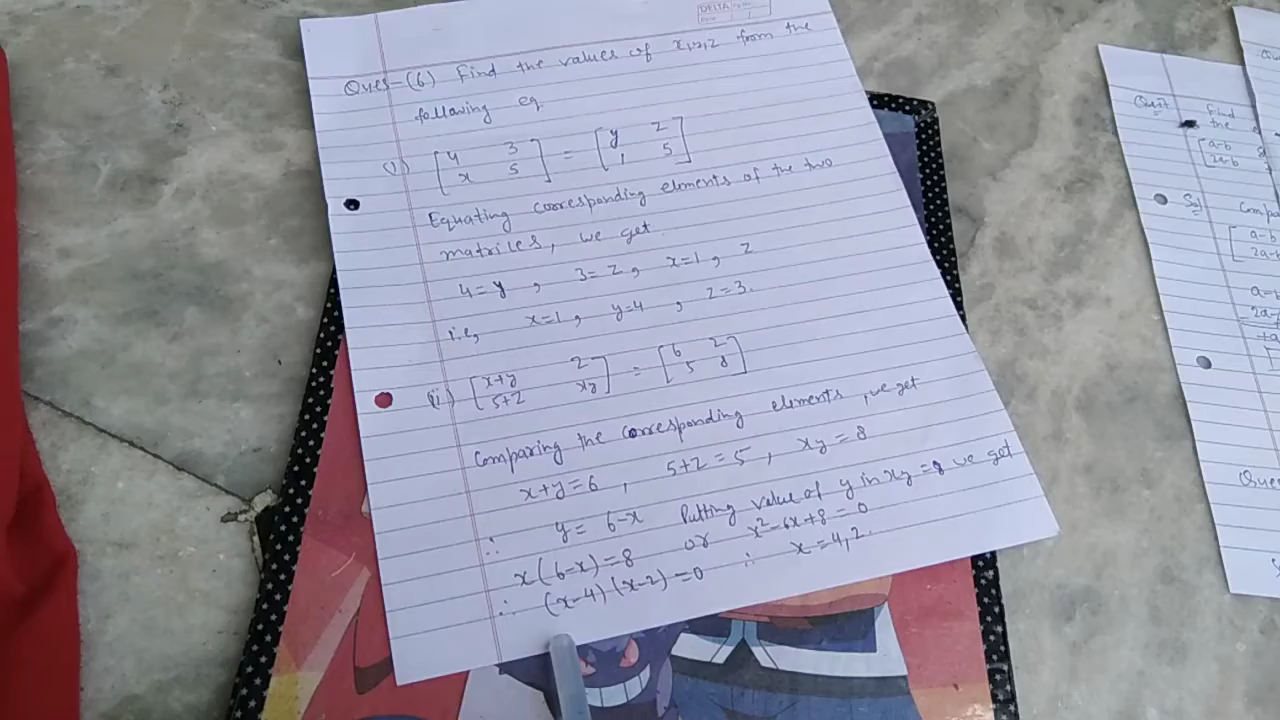 DELTA
Ques-(6) Find the values of x,y,z from the
following eq.
(i) [4 3 = [y z
x 5] 1 5]
Equating corresponding elements of the two
matrices, we get.
4=y , 3=z, x=1, z
i.e, x=1, y=4 , z=3.
(ii) [x+y 2 = [6 2
5+z xy] 5 8]
Comparing the corresponding elements, we get
x+y=6 , 5+z=5, xy=8
∴ y= 6-x Putting value of y in xy=8 we get
x(6-x)=8 or x²-6x+8=0
∴ (x-4)(x-2)=0 ∴ x=4,2.
Find
the
[a-b
2a-b
Sol
[a-b
a-b